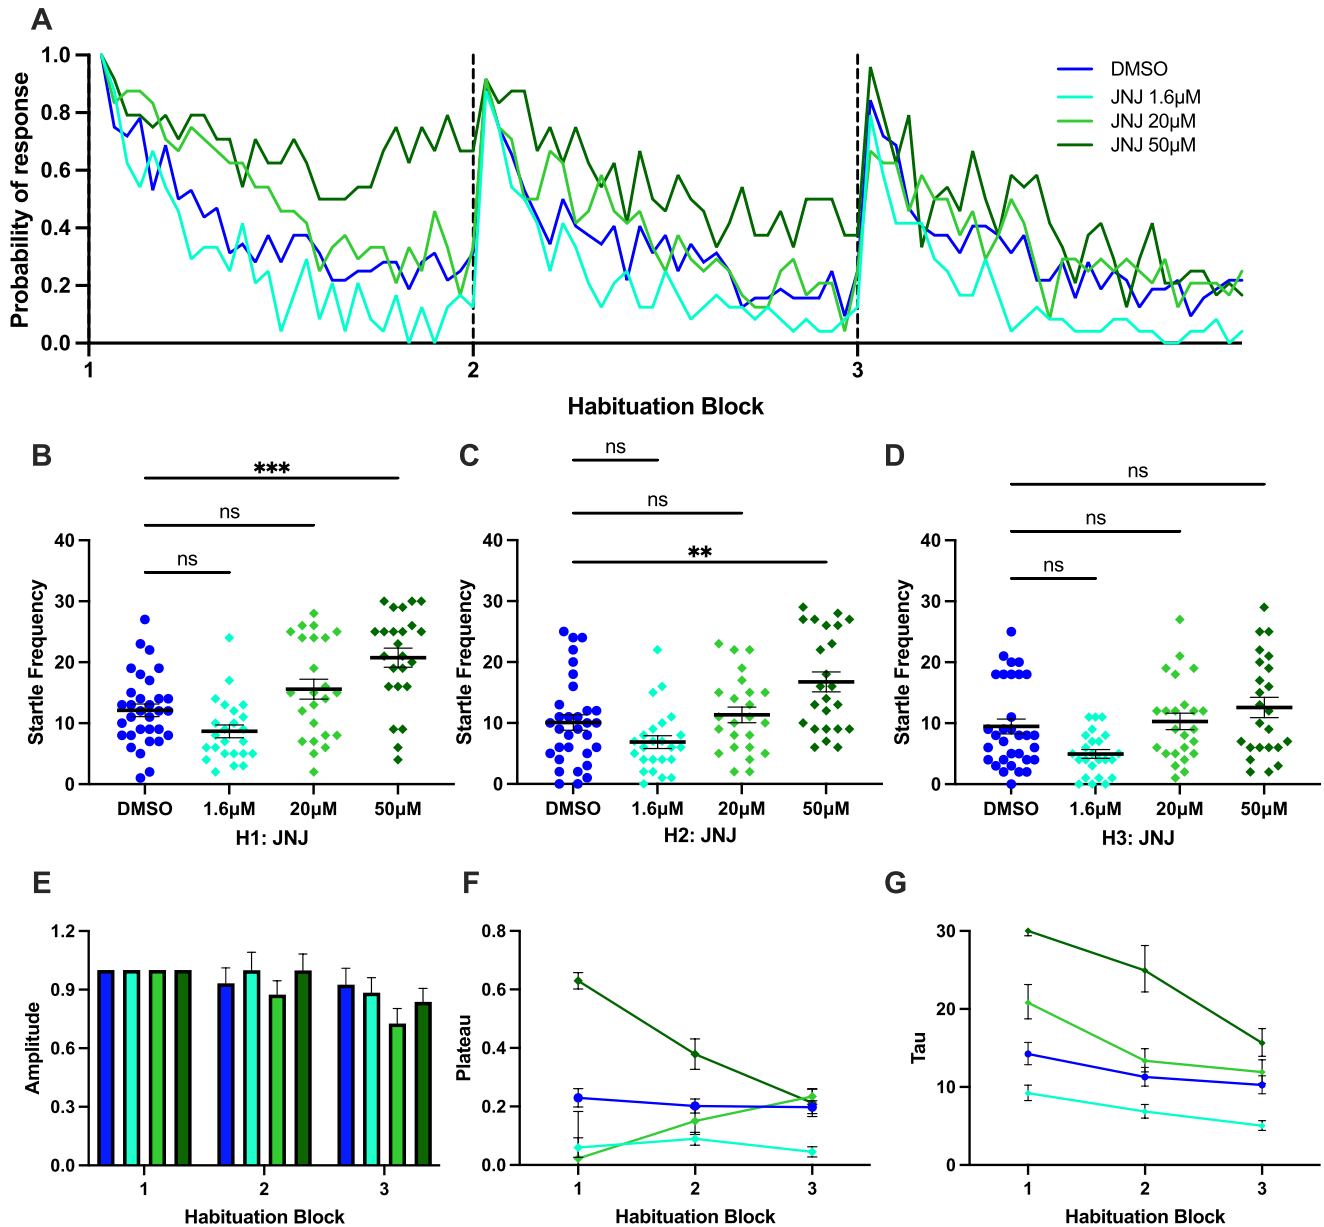 A
Probability of response
1.0
0.8
0.6
0.4
0.2
0.0
1
2
3
Habituation Block
DMSO
JNJ 1.6µM
JNJ 20µM
JNJ 50µM
B
***
ns
ns
Startle Frequency
40
30
20
10
0
DMSO
1.6µM
20µM
50µM
H1: JNJ
C
ns
ns
**
Startle Frequency
40
30
20
10
0
DMSO
1.6µM
20µM
50µM
H2: JNJ
D
ns
ns
ns
Startle Frequency
40
30
20
10
0
DMSO
1.6µM
20µM
50µM
H3: JNJ
E
Amplitude
1.2
0.9
0.6
0.3
0.0
1
2
3
Habituation Block
F
Plateau
0.8
0.6
0.4
0.2
0.0
1
2
3
Habituation Block
G
Tau
30
20
10
0
1
2
3
Habituation Block